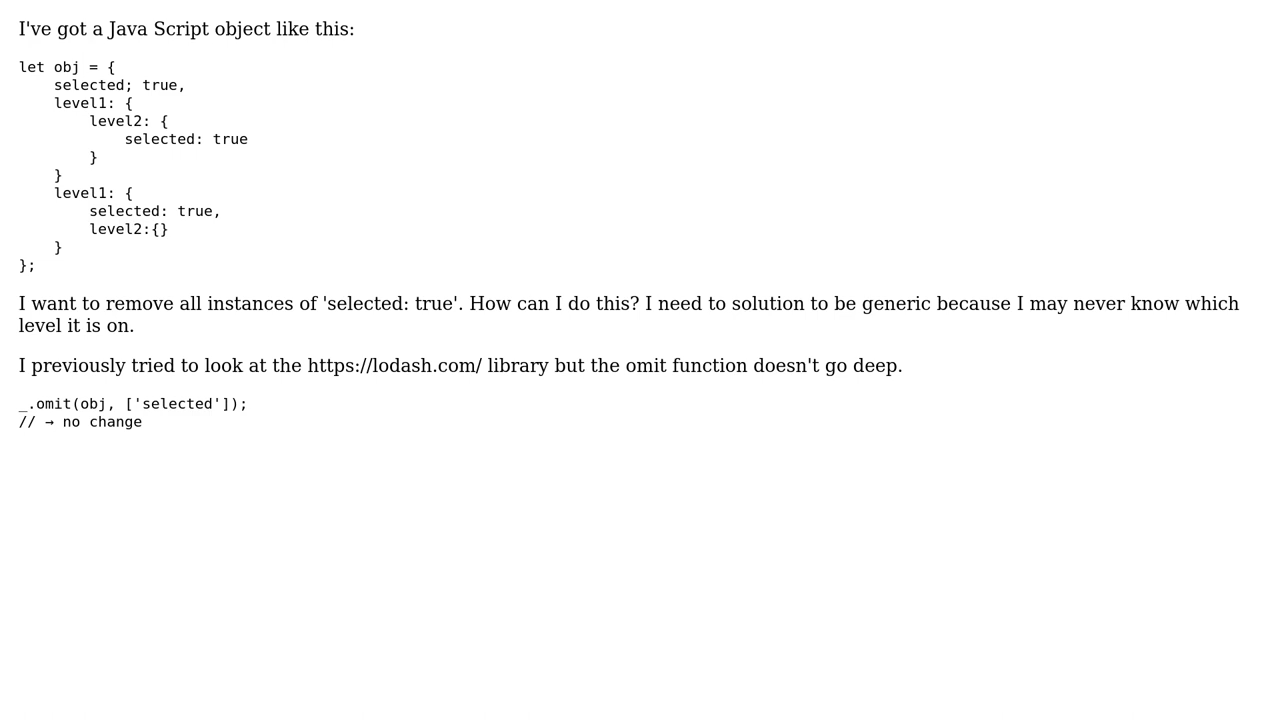 I've got a Java Script object like this:
let obj = {
    selected; true,
    level1: {
        level2: {
            selected: true
        }
    }
    level1: {
        selected: true,
        level2:{}
    }
};
I want to remove all instances of 'selected: true'. How can I do this? I need to solution to be generic because I may never know which
level it is on.
I previously tried to look at the https://lodash.com/ library but the omit function doesn't go deep.
_.omit(obj, ['selected']);
// → no change